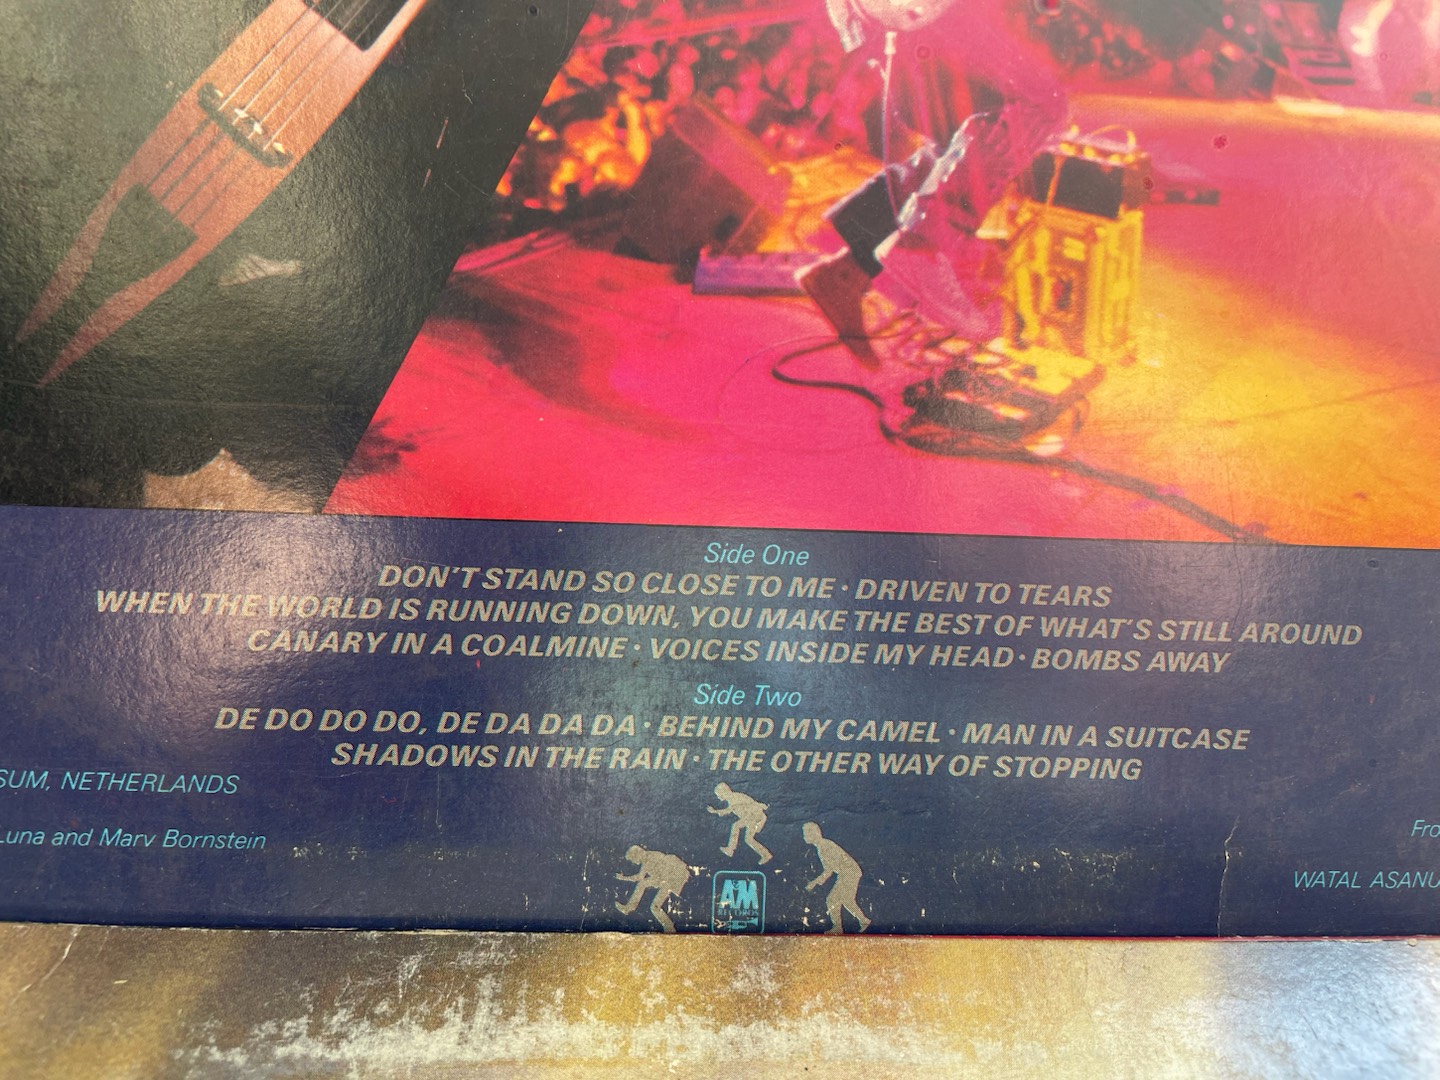 Side One
DON'T STAND SO CLOSE TO ME · DRIVEN TO TEARS
WHEN THE WORLD IS RUNNING DOWN, YOU MAKE THE BEST OF WHAT'S STILL AROUND
CANARY IN A COALMINE · VOICES INSIDE MY HEAD · BOMBS AWAY
Side Two
DE DO DO DO, DE DA DA DA · BEHIND MY CAMEL · MAN IN A SUITCASE
SHADOWS IN THE RAIN · THE OTHER WAY OF STOPPING
SUM, NETHERLANDS
Luna and Marv Bornstein
Fro
WATAL ASANU
A&M
RECORDS